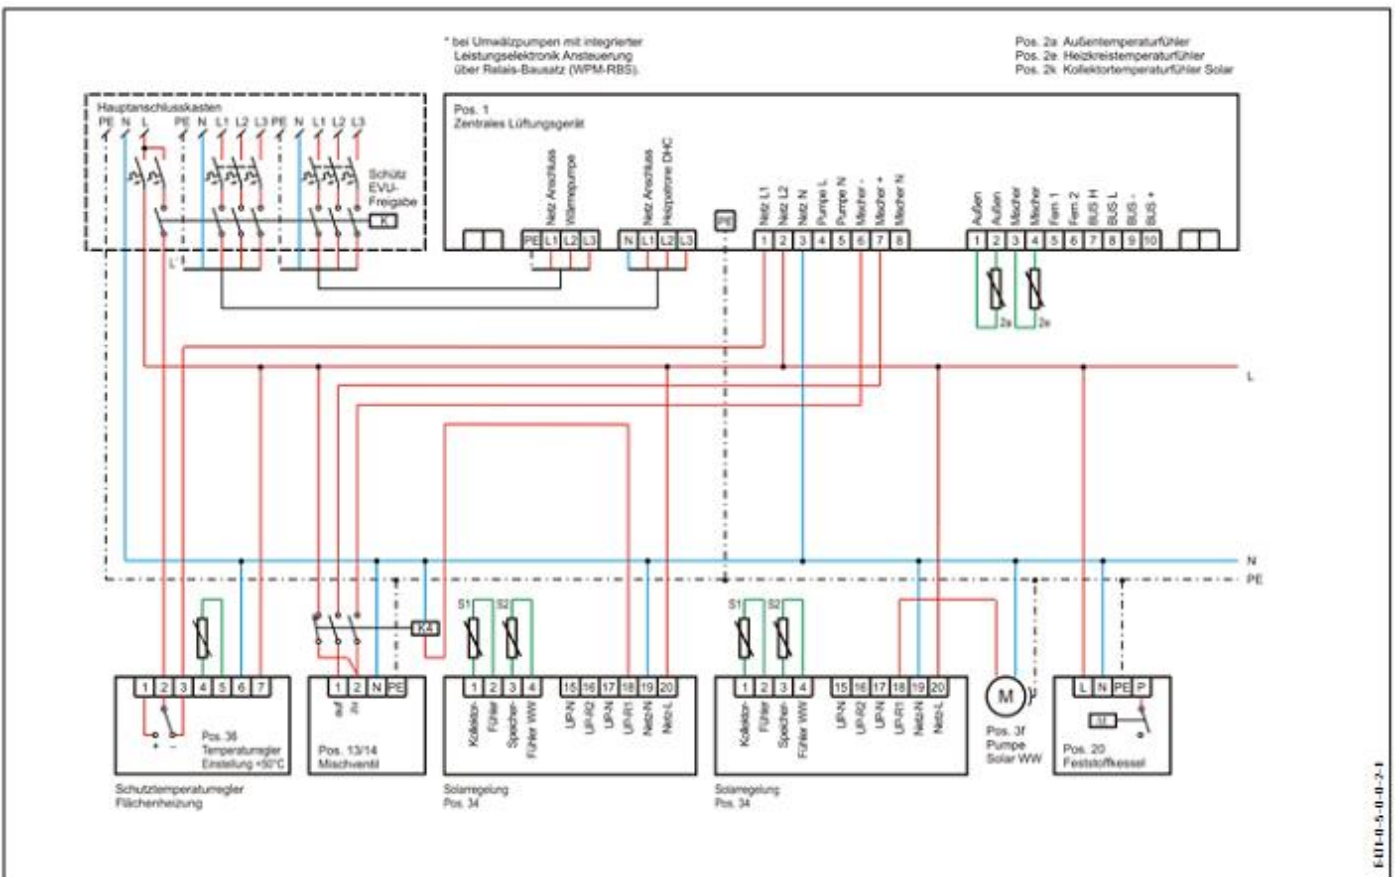 * bei Umwälzpumpen mit integrierter
Leistungselektronik Ansteuerung
über Relais-Bausatz (WPM-RBS).
Pos. 2a Außentemperaturfühler
Pos. 2e Heizkreistemperaturfühler
Pos. 2k Kollektortemperaturfühler Solar
Hauptanschlusskasten
PE N L PE N L1 L2 L3 PE N L1 L2 L3
Schütz
EVU-
Freigabe
K
L'
Pos. 1
Zentrales Lüftungsgerät
Netz Anschluss
Wärmepumpe
Netz Anschluss
Heizpatrone DHC
PE
Netz L1
Netz L2
Netz N
Pumpe L
Pumpe N
Mischer -
Mischer +
Mischer N
Außen
Außen
Mischer
Mischer
Fern 1
Fern 2
BUS H
BUS L
BUS -
BUS +
PE L1 L2 L3
N L1 L2 L3
1 2 3 4 5 6 7 8
1 2 3 4 5 6 7 8 9 10
2a
2e
L
N
PE
K4
S1 S2
S1 S2
1 2 3 4 5 6 7
+ -
Pos. 36
Temperaturregler
Einstellung +50°C
Schutztemperaturregler
Flächenheizung
1 2 N PE
auf
zu
Pos. 13/14
Mischventil
1 2 3 4 15 16 17 18 19 20
Kollektor-
Fühler
Speicher-
Fühler WW
UP-N
UP-R2
UP-N
UP-R1
Netz-N
Netz-L
Solarregelung
Pos. 34
1 2 3 4 15 16 17 18 19 20
Kollektor-
Fühler
Speicher-
Fühler WW
UP-N
UP-R2
UP-N
UP-R1
Netz-N
Netz-L
Solarregelung
Pos. 34
M
Pos. 3f
Pumpe
Solar WW
L N PE P
Pos. 20
Feststoffkessel